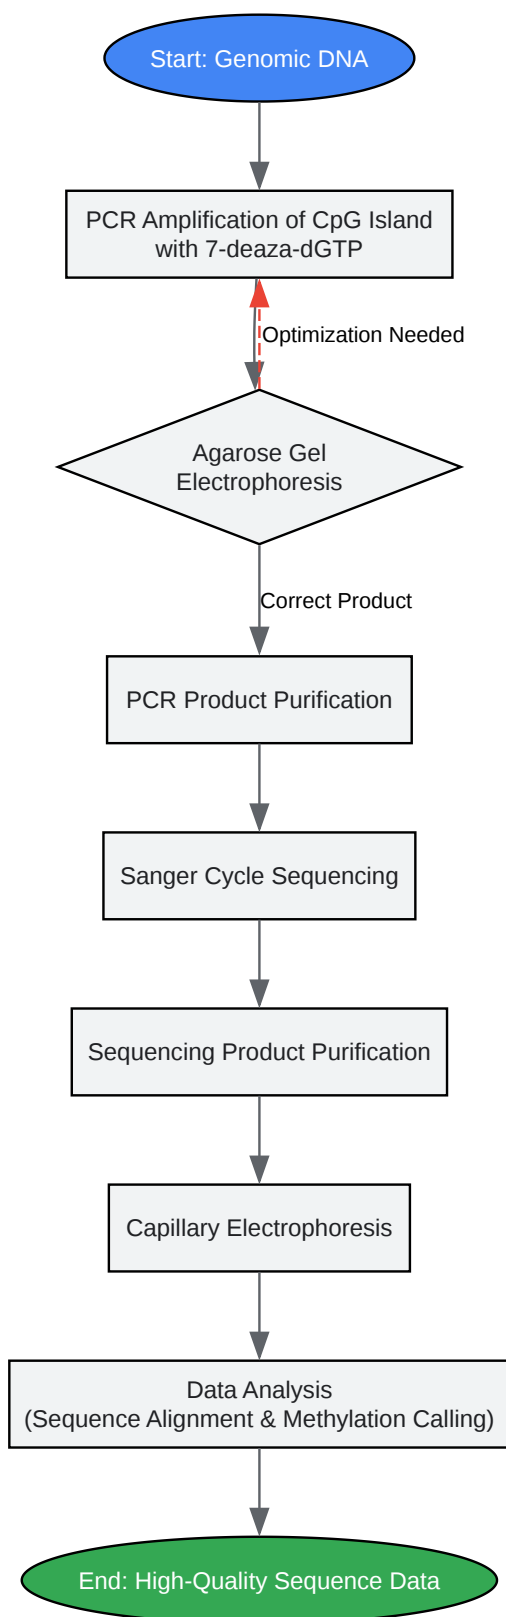 Start: Genomic DNA
PCR Amplification of CpG Island
with 7-deaza-dGTP
Optimization Needed
Agarose Gel
Electrophoresis
Correct Product
PCR Product Purification
Sanger Cycle Sequencing
Sequencing Product Purification
Capillary Electrophoresis
Data Analysis
(Sequence Alignment & Methylation Calling)
End: High-Quality Sequence Data